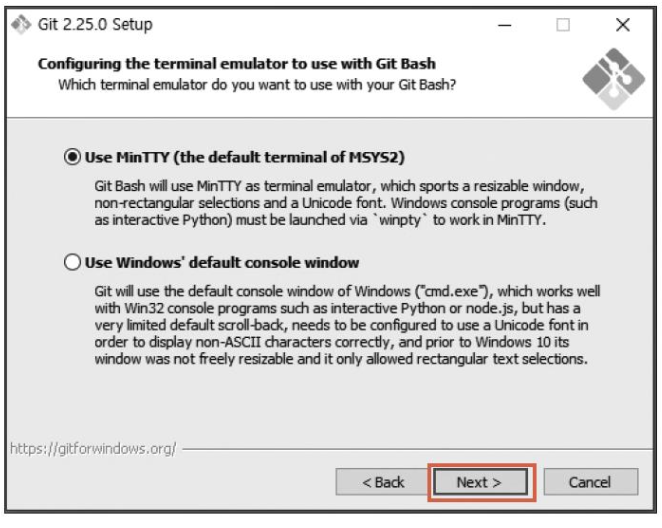 Git 2.25.0 Setup
Configuring the terminal emulator to use with Git Bash
Which terminal emulator do you want to use with your Git Bash?
Use MinTTY (the default terminal of MSYS2)
Git Bash will use MinTTY as terminal emulator, which sports a resizable window,
non-rectangular selections and a Unicode font. Windows console programs (such
as interactive Python) must be launched via `winpty` to work in MinTTY.
Use Windows' default console window
Git will use the default console window of Windows ("cmd.exe"), which works well
with Win32 console programs such as interactive Python or node.js, but has a
very limited default scroll-back, needs to be configured to use a Unicode font in
order to display non-ASCII characters correctly, and prior to Windows 10 its
window was not freely resizable and it only allowed rectangular text selections.
https://gitforwindows.org/
< Back
Next >
Cancel